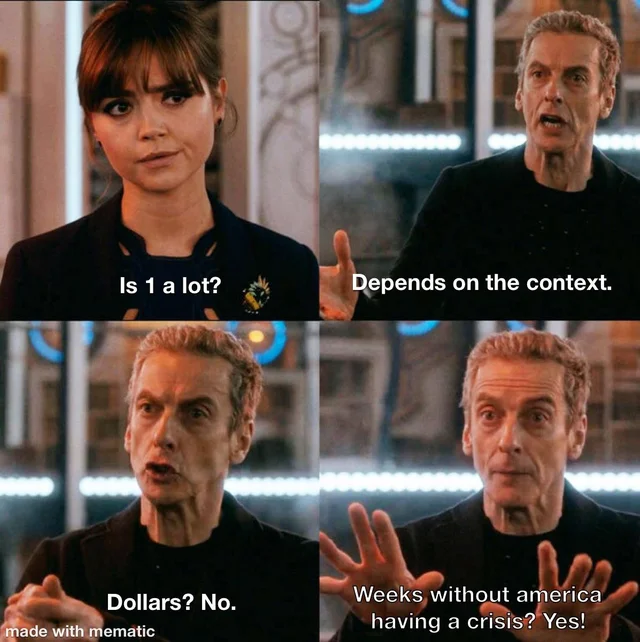 Is 1 a lot?
Depends on the context.
Dollars? No.
Weeks without america
having a crisis? Yes!
made with mematic